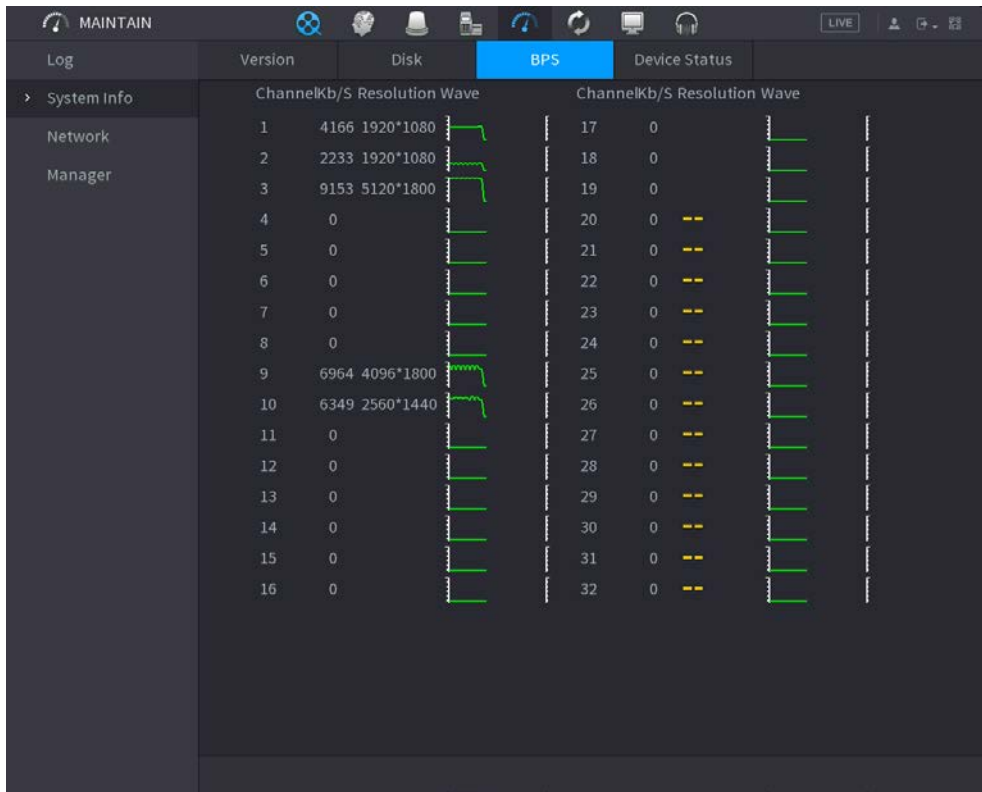 MAINTAIN LIVE
Log Version Disk BPS Device Status
> System Info
Network
Manager
ChannelKb/S Resolution Wave ChannelKb/S Resolution Wave
1 4166 1920*1080 17 0
2 2233 1920*1080 18 0
3 9153 5120*1800 19 0
4 0 20 0 --
5 0 21 0 --
6 0 22 0 --
7 0 23 0 --
8 0 24 0 --
9 6964 4096*1800 25 0 --
10 6349 2560*1440 26 0 --
11 0 27 0 --
12 0 28 0 --
13 0 29 0 --
14 0 30 0 --
15 0 31 0 --
16 0 32 0 --